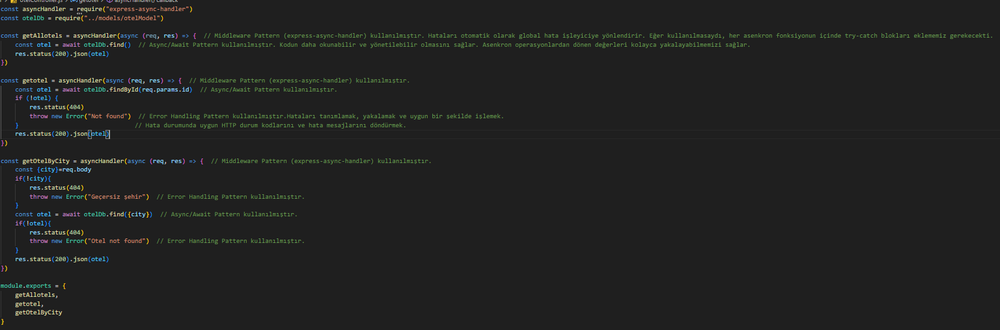 otelController.js > getotel > asyncHandler() callback
const asyncHandler = require("express-async-handler")
const otelDb = require("../models/otelModel")
const getAllotels = asyncHandler(async (req, res) => {  // Middleware Pattern (express-async-handler) kullanılmıştır. Hataları otomatik olarak global hata işleyiciye yönlendirir. Eğer kullanılmasaydı, her asenkron fonksiyonun içinde try-catch blokları eklememiz gerekecekti.
    const otel = await otelDb.find()  // Async/Await Pattern kullanılmıştır. Kodun daha okunabilir ve yönetilebilir olmasını sağlar. Asenkron operasyonlardan dönen değerleri kolayca yakalayabilmemizi sağlar.
    res.status(200).json(otel)
})
const getotel = asyncHandler(async (req, res) => {  // Middleware Pattern (express-async-handler) kullanılmıştır.
    const otel = await otelDb.findById(req.params.id)  // Async/Await Pattern kullanılmıştır.
    if (!otel) {
        res.status(404)
        throw new Error("Not found")  // Error Handling Pattern kullanılmıştır.Hataları tanımlamak, yakalamak ve uygun bir şekilde işlemek.
    }                                // Hata durumunda uygun HTTP durum kodlarını ve hata mesajlarını döndürmek.
    res.status(200).json(otel)
})
const getOtelByCity = asyncHandler(async (req, res) => {  // Middleware Pattern (express-async-handler) kullanılmıştır.
    const {city}=req.body
    if(!city){
        res.status(404)
        throw new Error("Geçersiz şehir")  // Error Handling Pattern kullanılmıştır.
    }
    const otel = await otelDb.find({city})  // Async/Await Pattern kullanılmıştır.
    if(!otel){
        res.status(404)
        throw new Error("Otel not found")  // Error Handling Pattern kullanılmıştır.
    }
    res.status(200).json(otel)
})
module.exports = {
    getAllotels,
    getotel,
    getOtelByCity
}